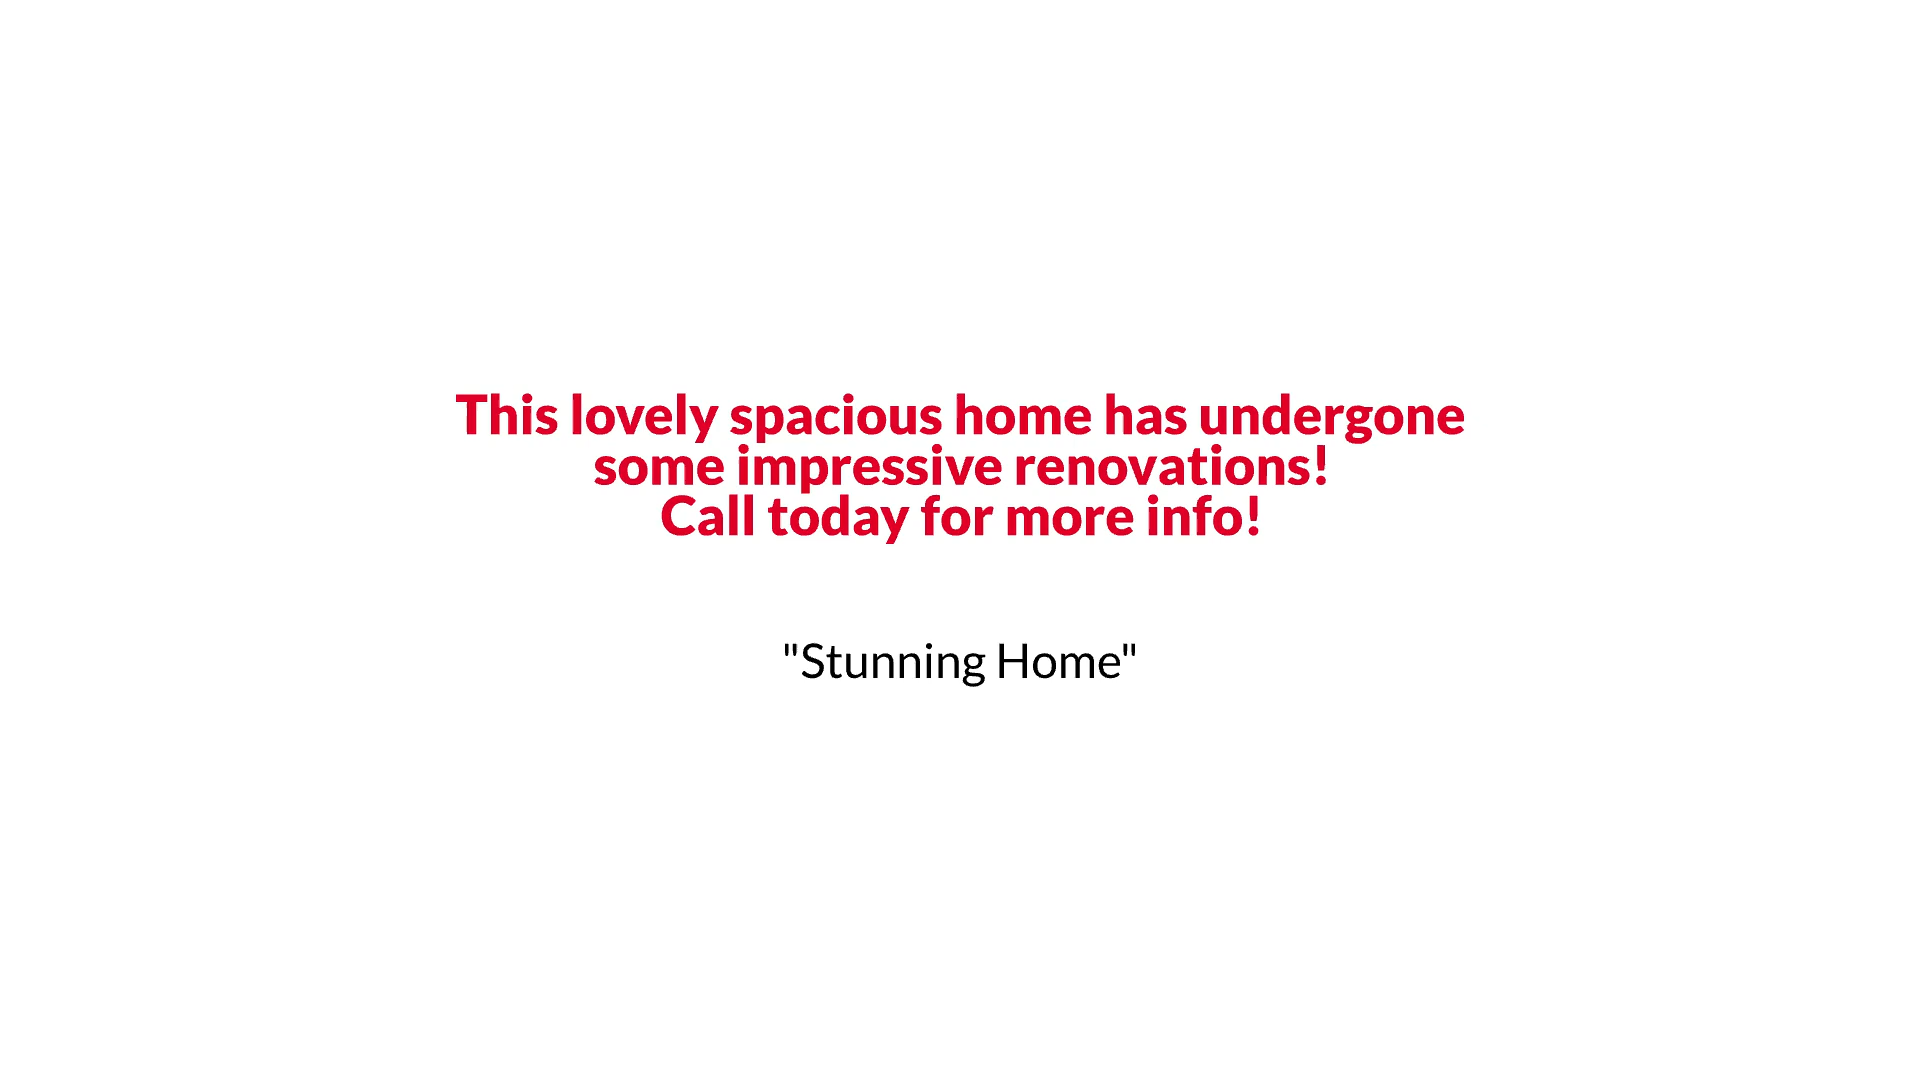 This lovely spacious home has undergone
some impressive renovations!
Call today for more info!
"Stunning Home"